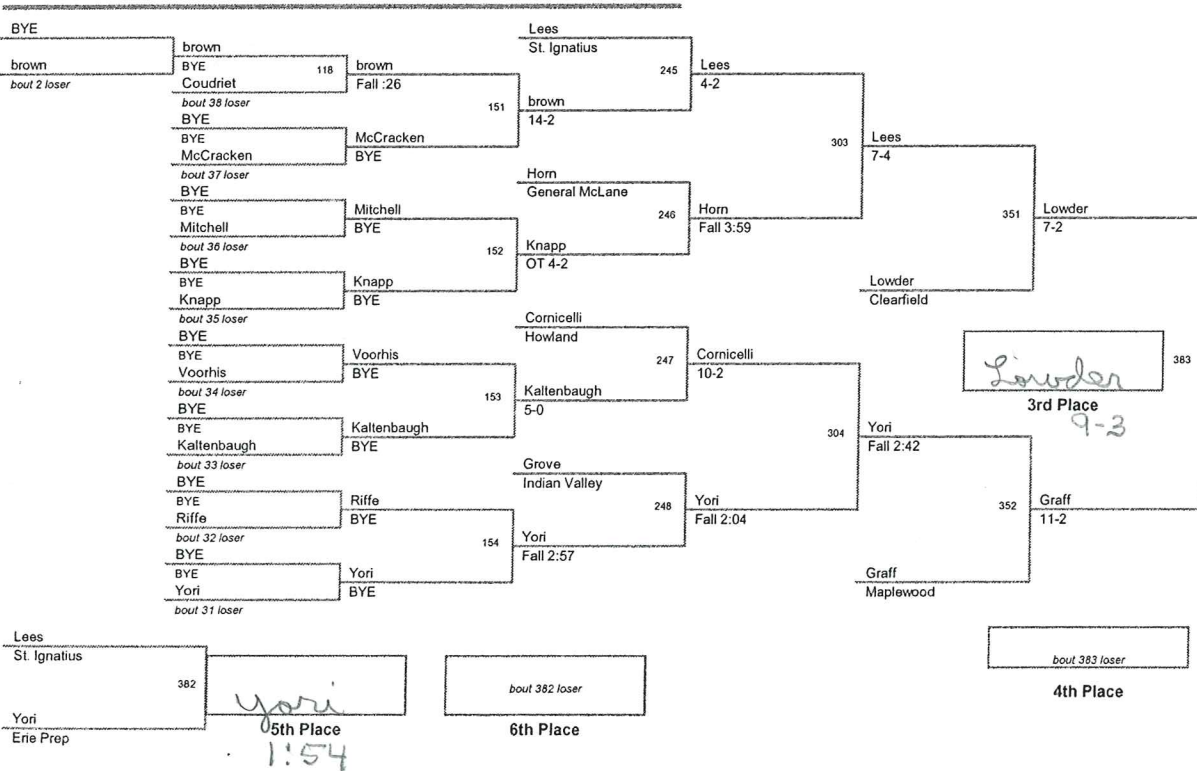 BYE
brown
bout 2 loser
brown
BYE
118
Coudriet
bout 38 loser
BYE
BYE
McCracken
bout 37 loser
BYE
BYE
Mitchell
bout 36 loser
BYE
BYE
Knapp
bout 35 loser
BYE
BYE
Voorhis
bout 34 loser
BYE
BYE
Kaltenbaugh
bout 33 loser
BYE
BYE
Riffe
bout 32 loser
BYE
BYE
Yori
bout 31 loser
brown
Fall :26
151
McCracken
BYE
Mitchell
BYE
152
Knapp
BYE
Voorhis
BYE
153
Kaltenbaugh
BYE
Riffe
BYE
154
Yori
BYE
Lees
St. Ignatius
245
brown
14-2
Horn
General McLane
246
Knapp
OT 4-2
Cornicelli
Howland
247
Kaltenbaugh
5-0
Grove
Indian Valley
248
Yori
Fall 2:57
Lees
4-2
303
Horn
Fall 3:59
Cornicelli
10-2
304
Yori
Fall 2:04
Lees
7-4
351
Lowder
Clearfield
Yori
Fall 2:42
352
Graff
Maplewood
Lowder
7-2
Graff
11-2
Lowder
383
3rd Place
9-3
bout 383 loser
4th Place
Lees
St. Ignatius
382
Yori
Erie Prep
Yori
5th Place
1:54
bout 382 loser
6th Place